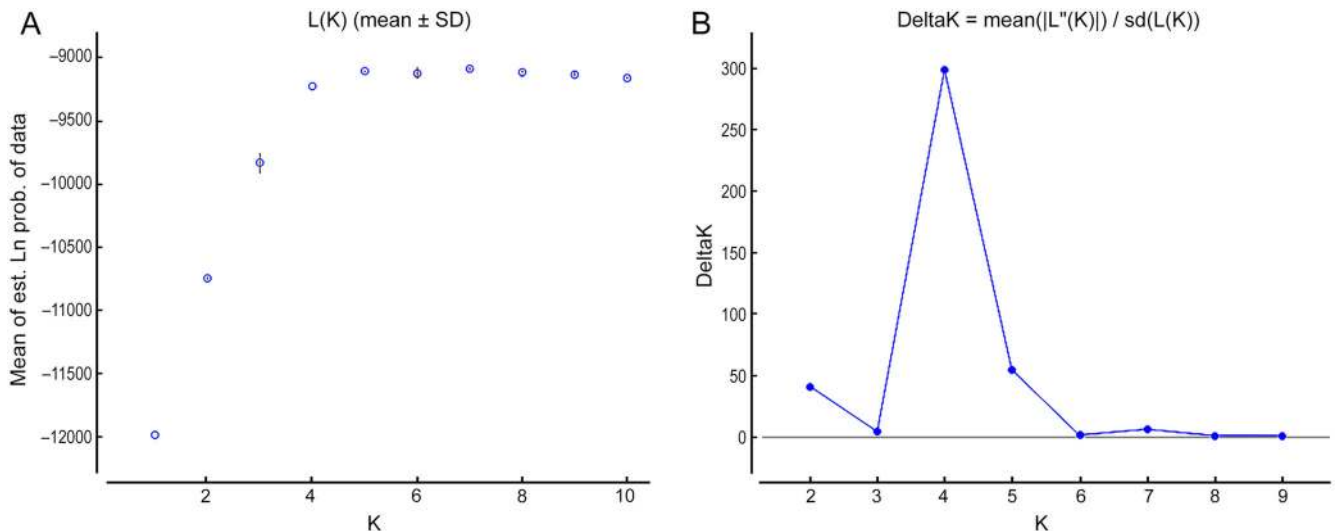 A
L(K) (mean ± SD)
Mean of est. Ln prob. of data
−9000
−9500
−10000
−10500
−11000
−11500
−12000
2 4 6 8 10
K
B
DeltaK = mean(|L"(K)|) / sd(L(K))
DeltaK
300
250
200
150
100
50
0
2 3 4 5 6 7 8 9
K